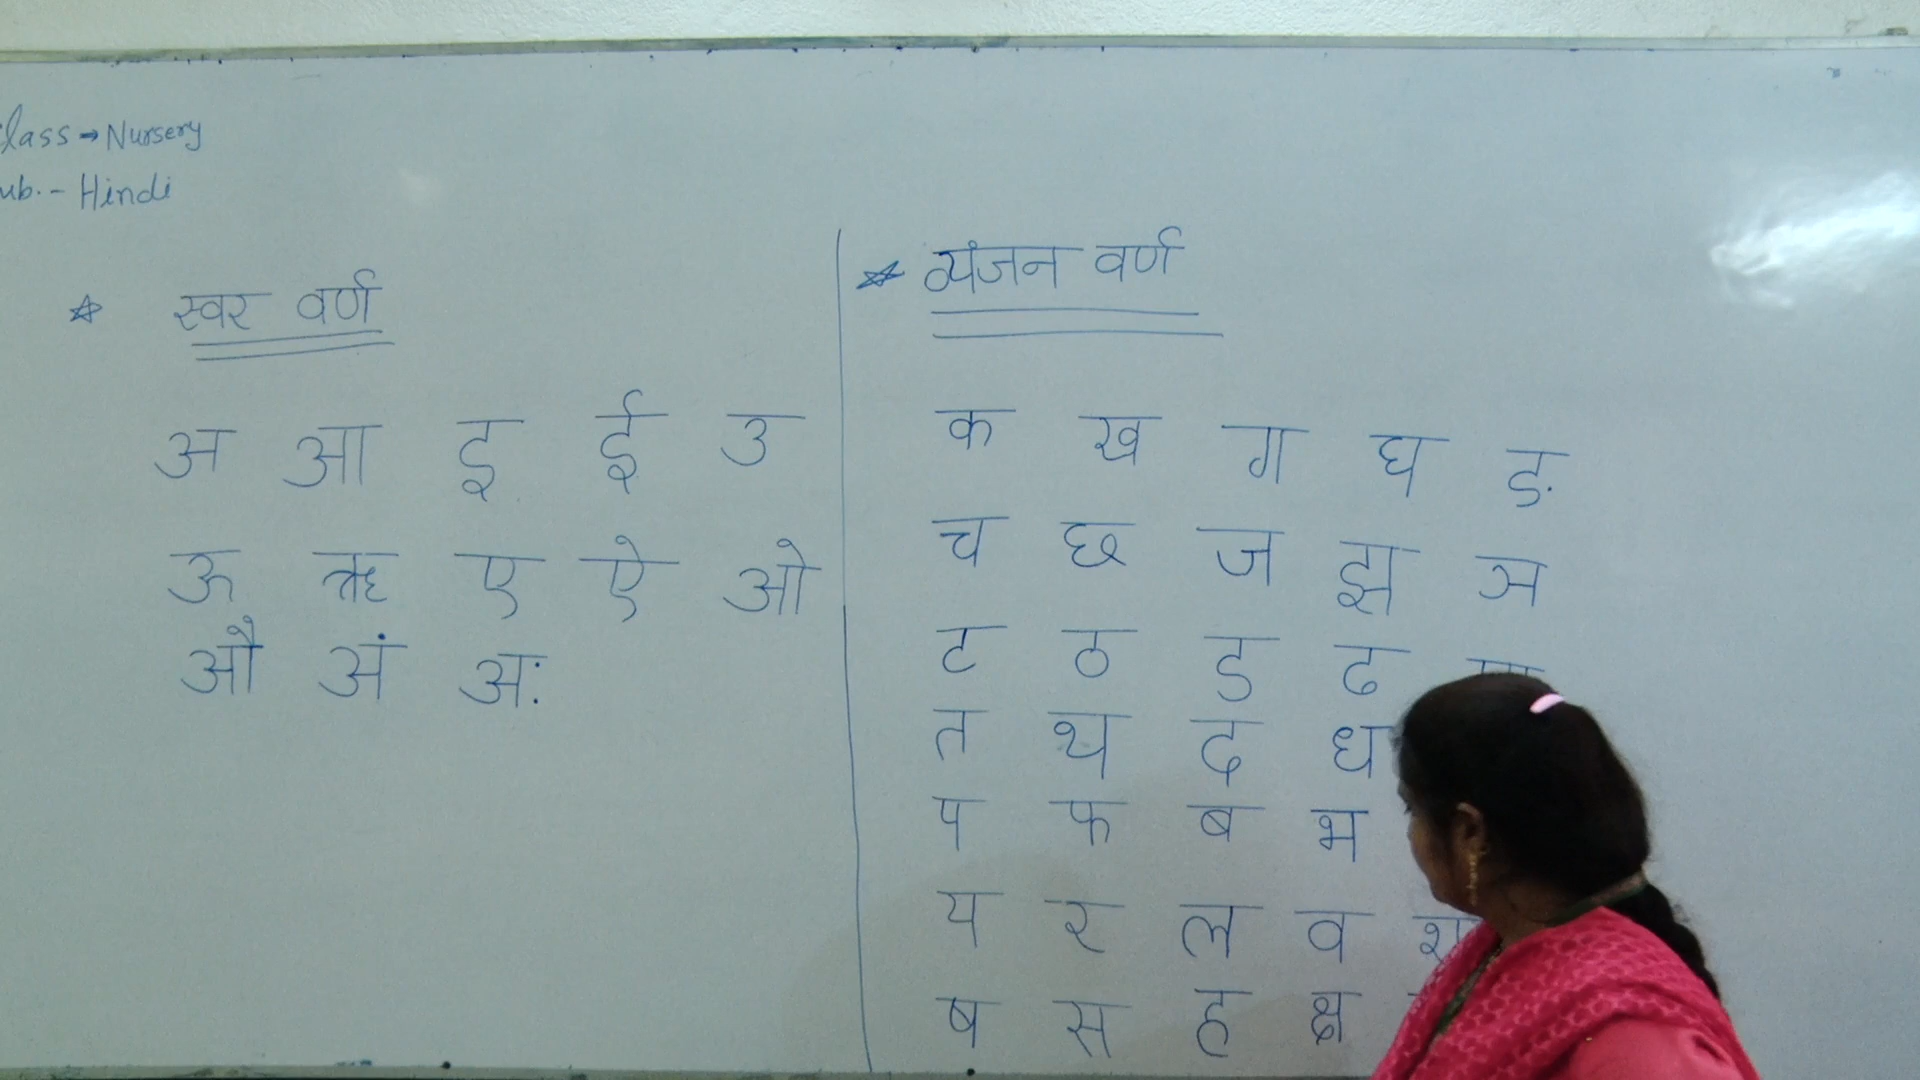 Class → Nursery
Sub. - Hindi
☆ स्वर वर्ण
अ आ इ ई उ
ऊ ऋ ए ऐ ओ
औ अं अः
☆ व्यंजन वर्ण
क ख ग घ ङ
च छ ज झ ञ
ट ठ ड ढ
त थ द ध
प फ ब भ
य र ल व श
ष स ह क्ष